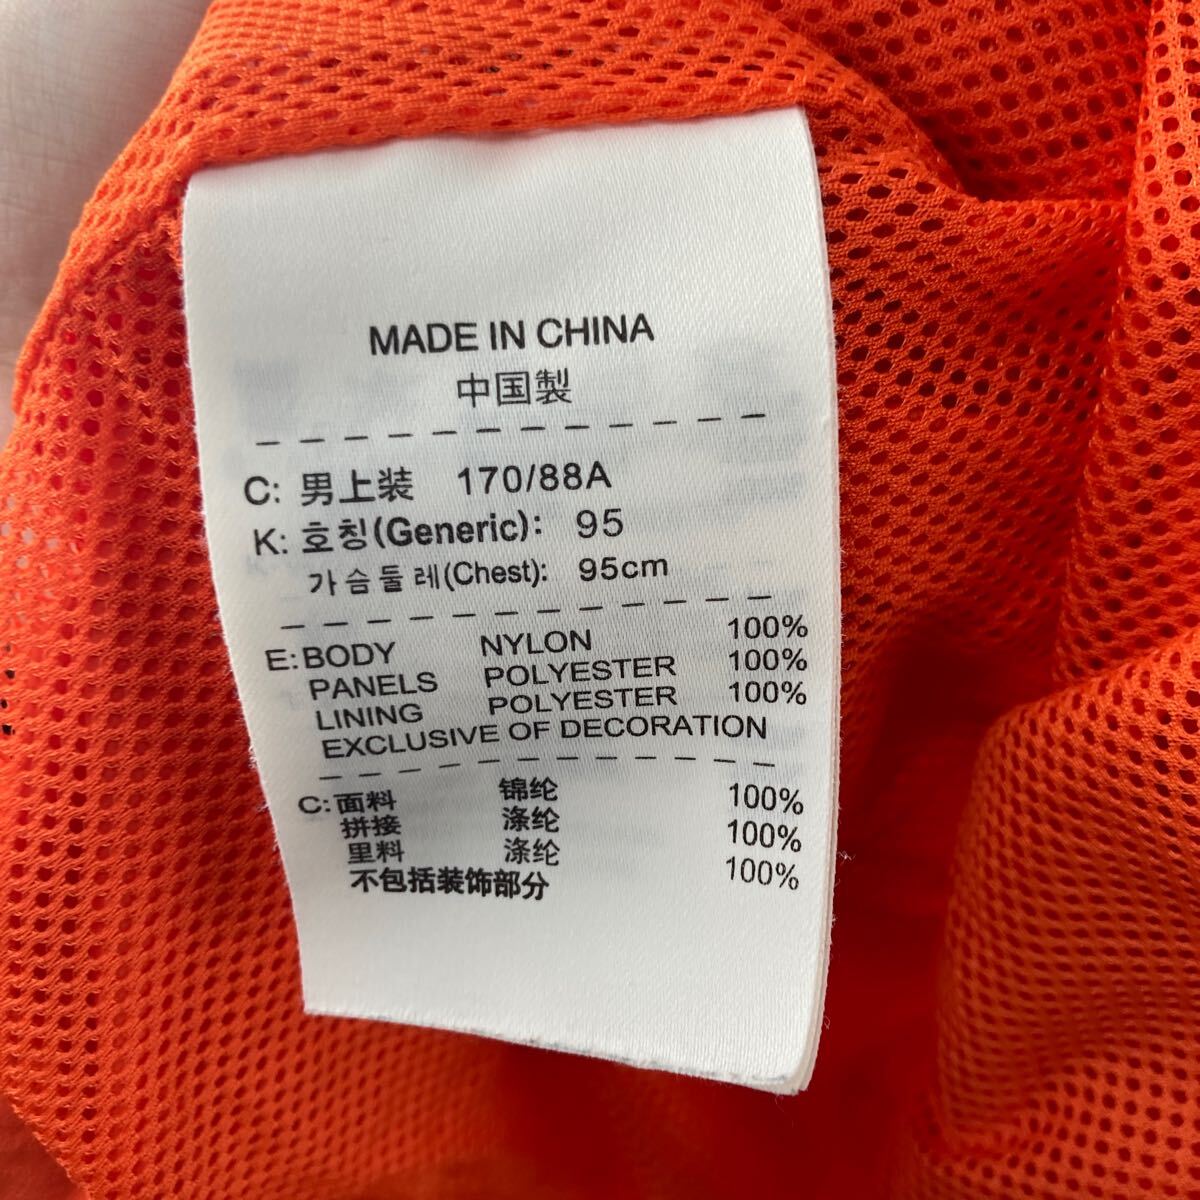 MADE IN CHINA
中国製
C: 男上装 170/88A
K: 호칭(Generic): 95
가슴둘레(Chest): 95cm
E: BODY NYLON 100%
PANELS POLYESTER 100%
LINING POLYESTER 100%
EXCLUSIVE OF DECORATION
C: 面料 锦纶 100%
拼接 涤纶 100%
里料 涤纶 100%
不包括装饰部分